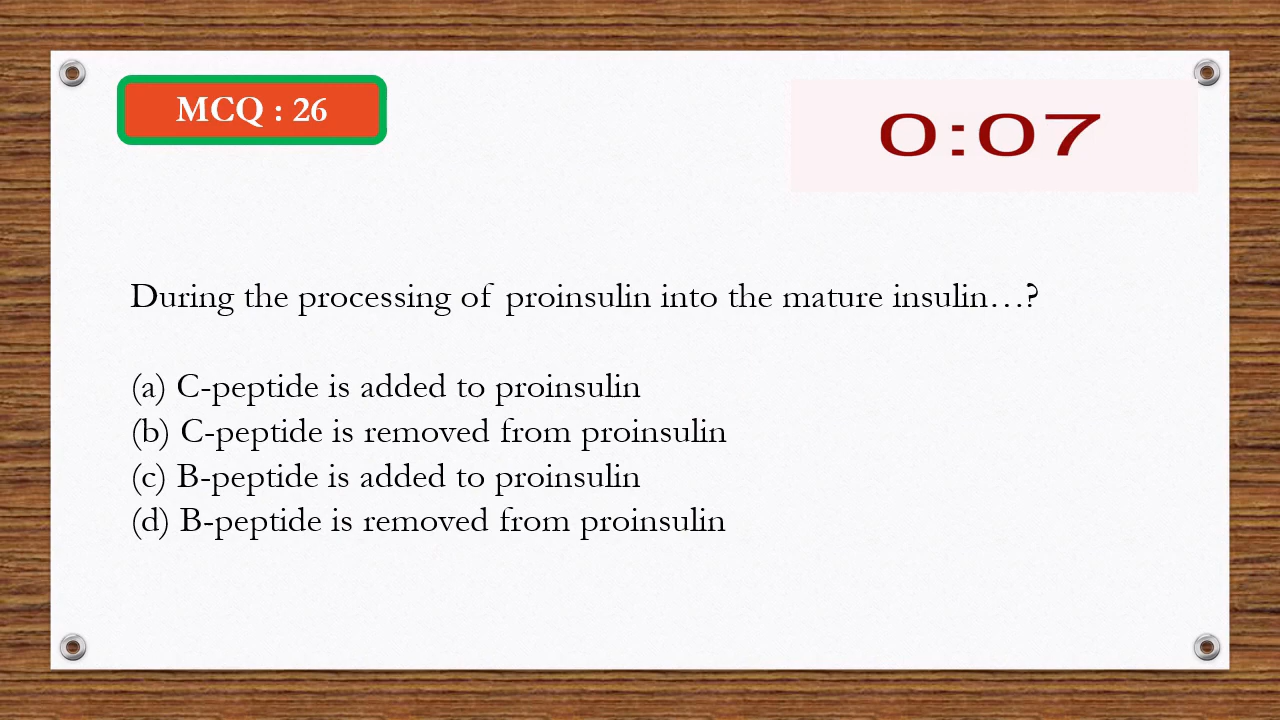 MCQ : 26
0:07
During the processing of proinsulin into the mature insulin…?
(a) C-peptide is added to proinsulin
(b) C-peptide is removed from proinsulin
(c) B-peptide is added to proinsulin
(d) B-peptide is removed from proinsulin